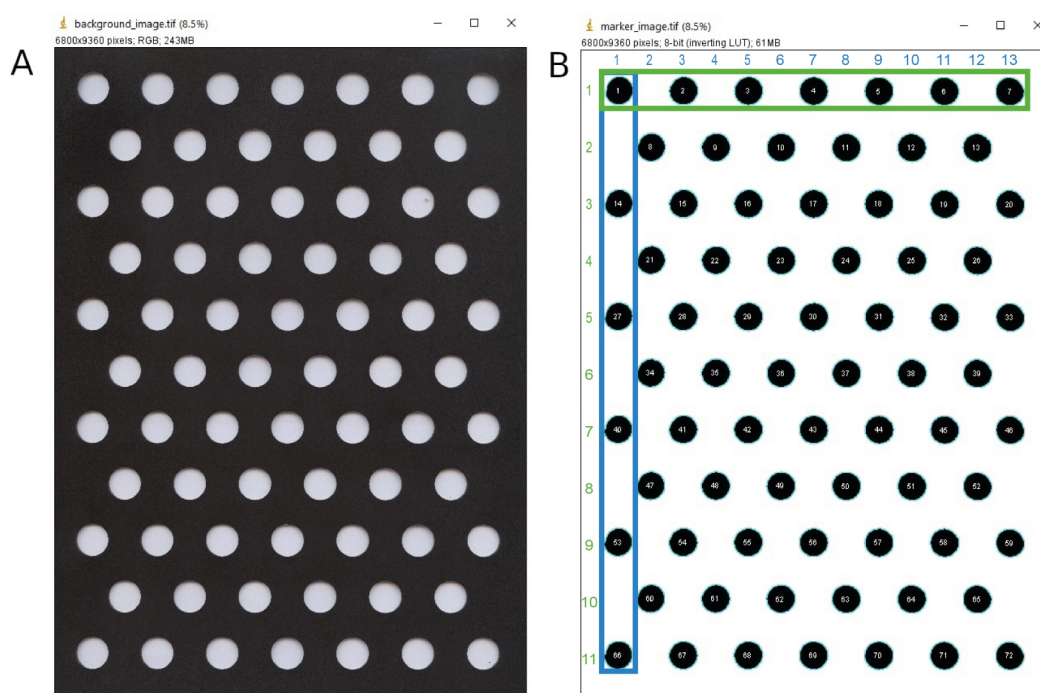 background_image.tif (8.5%)
6800x9360 pixels; RGB; 243MB
A
marker_image.tif (8.5%)
6800x9360 pixels; 8-bit (inverting LUT); 61MB
B
1 2 3 4 5 6 7 8 9 10 11 12 13
1 1 2 3 4 5 6 7
2 8 9 10 11 12 13
3 14 15 16 17 18 19 20
4 21 22 23 24 25 26
5 27 28 29 30 31 32 33
6 34 35 36 37 38 39
7 40 41 42 43 44 45 46
8 47 48 49 50 51 52
9 53 54 55 56 57 58 59
10 60 61 62 63 64 65
11 66 67 68 69 70 71 72